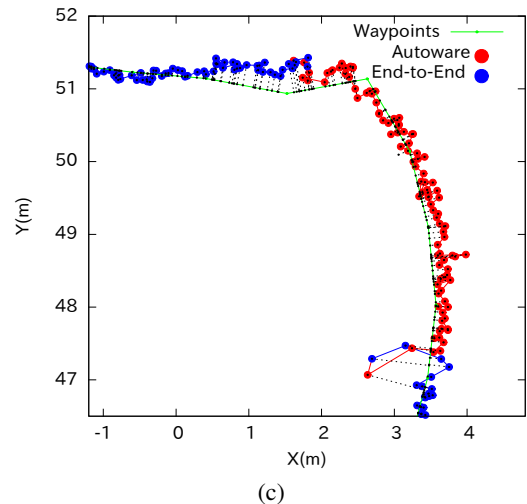 Waypoints
Autoware
End-to-End
52
51
50
49
48
47
Y(m)
-1 0 1 2 3 4
X(m)
(c)